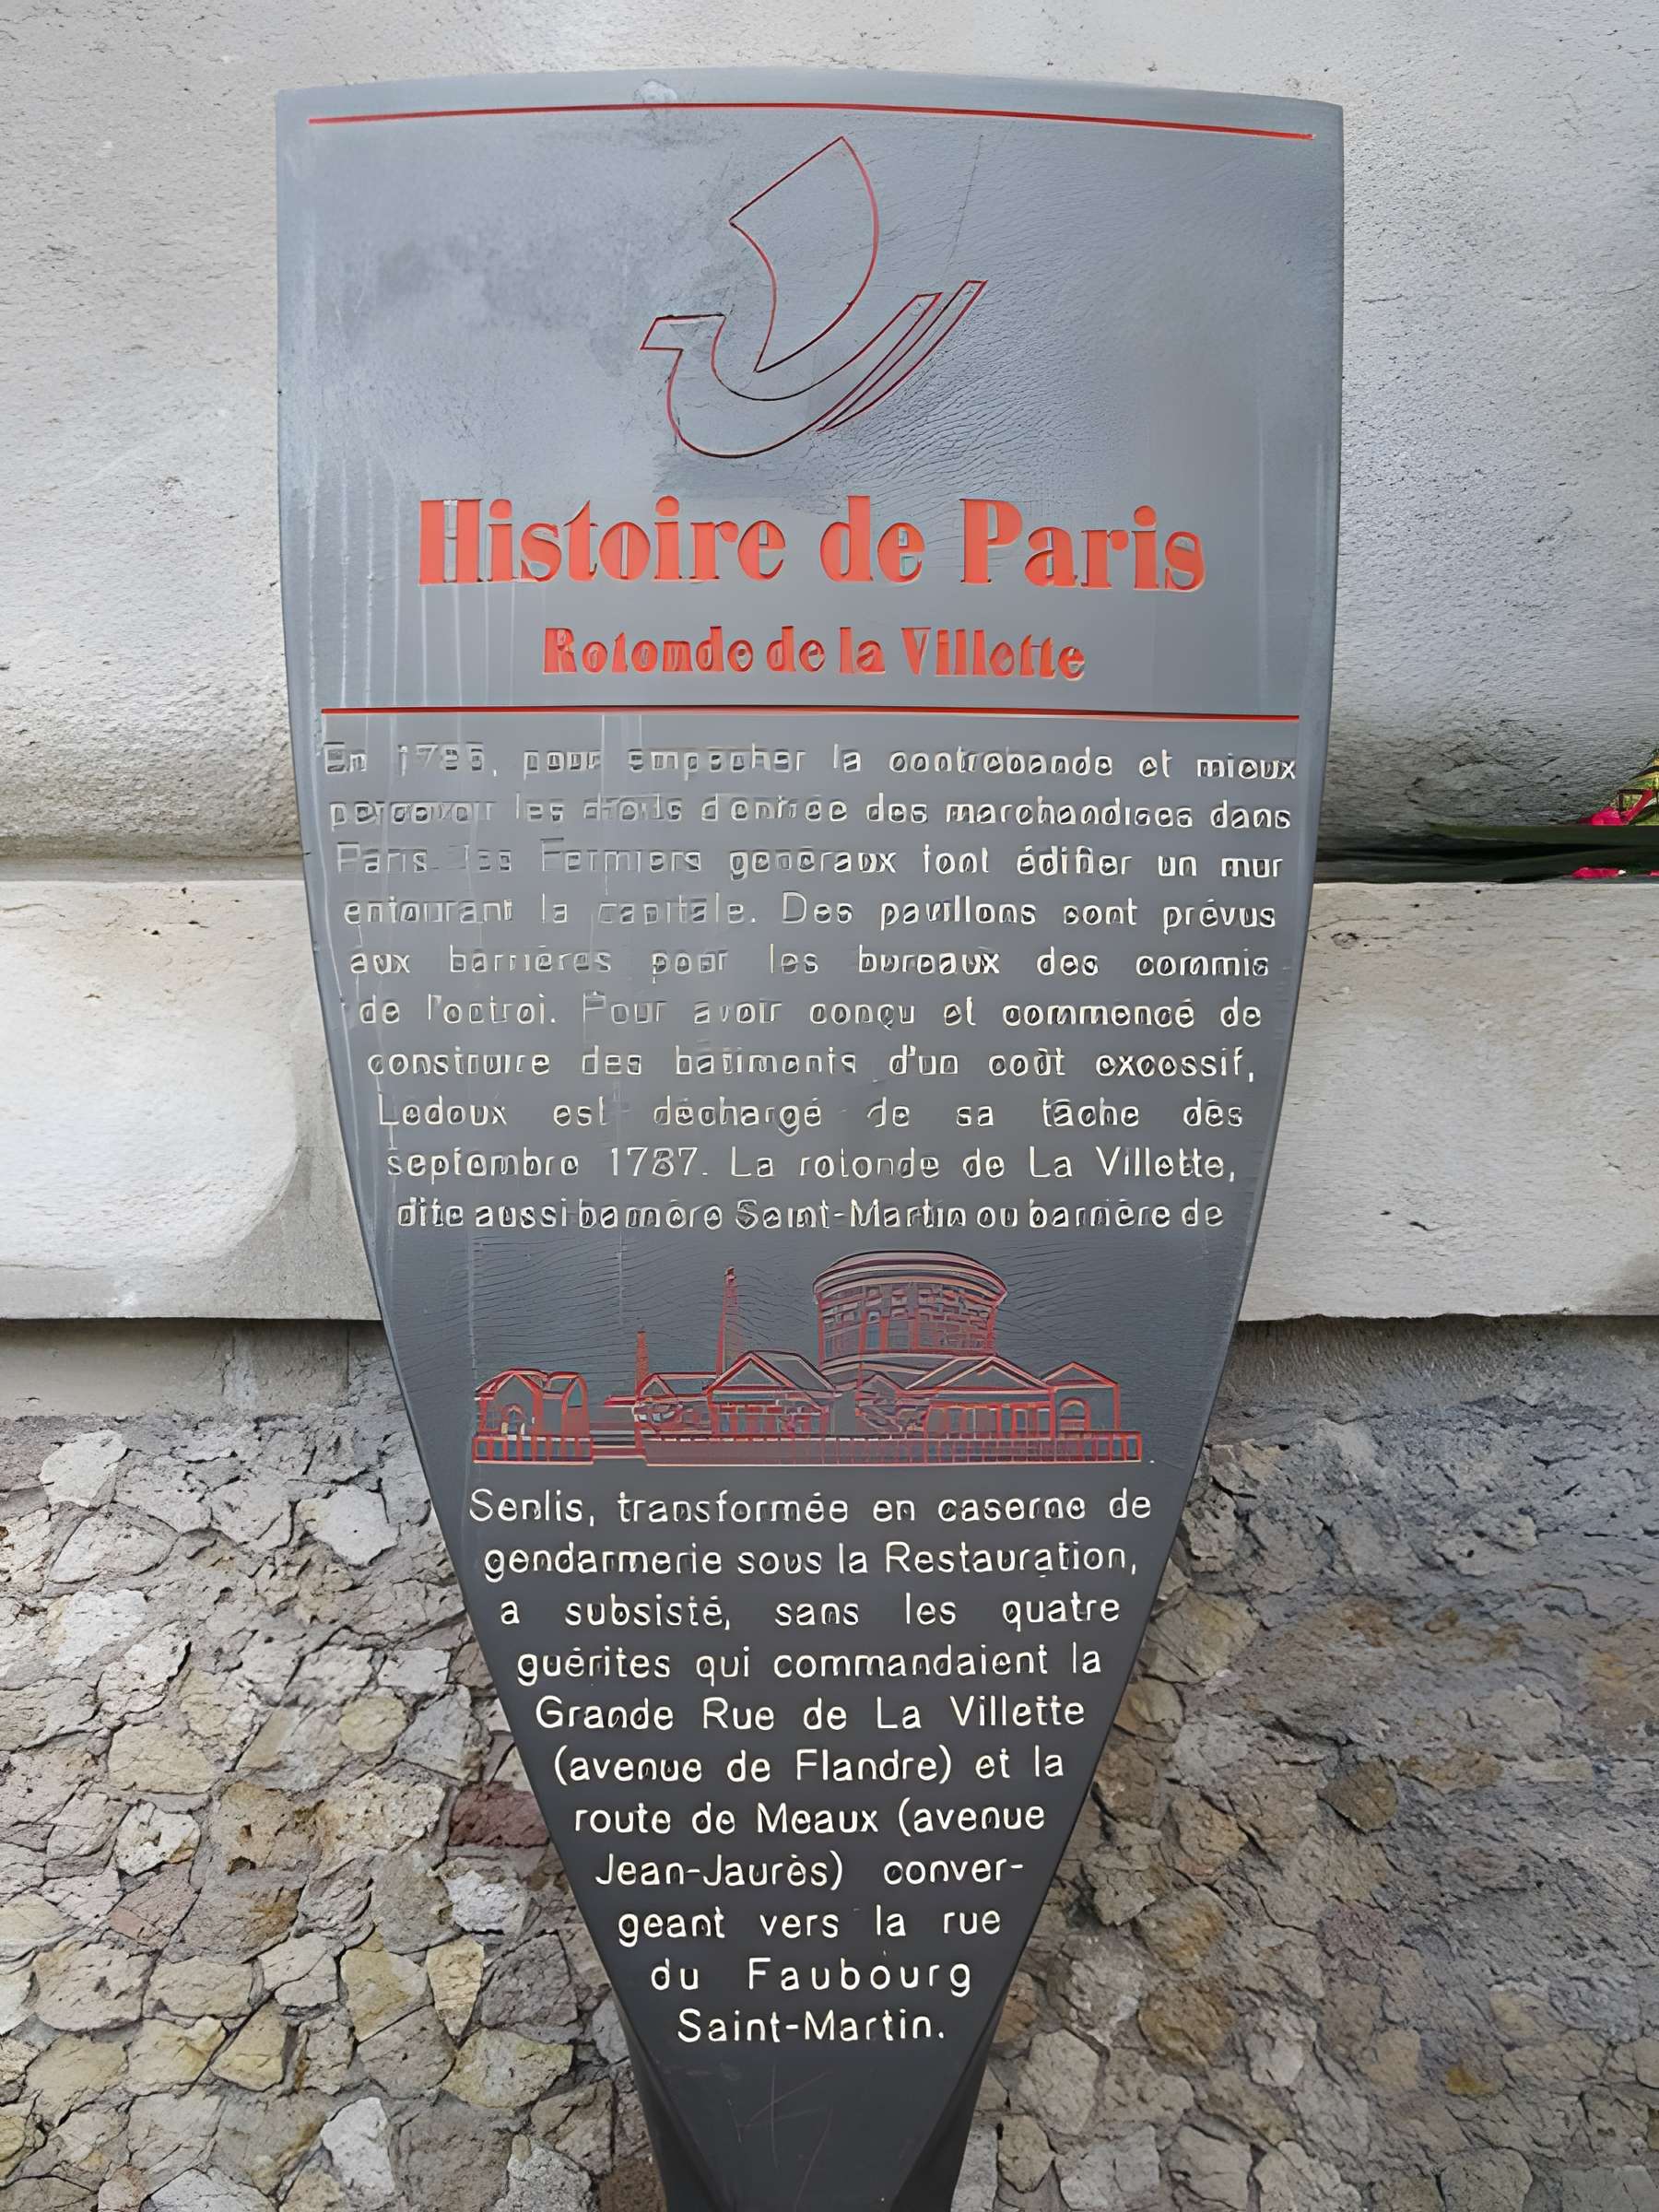 Histoire de Paris
Rotonde de la Villette
En 1785, pour empêcher la contrebande et mieux
percevoir les droits d'entrée des marchandises dans
Paris, les Fermiers généraux font édifier un mur
entourant la capitale. Des pavillons sont prévus
aux barrières pour les bureaux des commis
de l'octroi. Pour avoir conçu et commencé de
construire des bâtiments d'un coût excessif,
Ledoux est déchargé de sa tâche dès
septembre 1787. La rotonde de La Villette,
dite aussi barrière Saint-Martin ou barrière de
Senlis, transformée en caserne de
gendarmerie sous la Restauration,
a subsisté, sans les quatre
guérites qui commandaient la
Grande Rue de La Villette
(avenue de Flandre) et la
route de Meaux (avenue
Jean-Jaurès) conver-
geant vers la rue
du Faubourg
Saint-Martin.